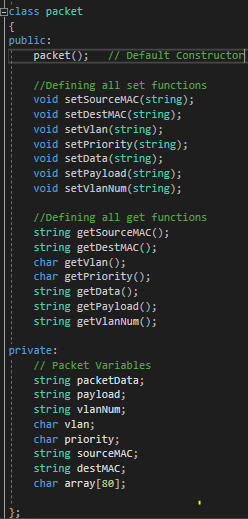 class packet
{
public:
packet();   // Default Constructor

//Defining all set functions
void setSourceMAC(string);
void setDestMAC(string);
void setVlan(string);
void setPriority(string);
void setData(string);
void setPayload(string);
void setVlanNum(string);

//Defining all get functions
string getSourceMAC();
string getDestMAC();
char getVlan();
char getPriority();
string getData();
string getPayload();
string getVlanNum();

private:
// Packet Variables
string packetData;
string payload;
string vlanNum;
char vlan;
char priority;
string sourceMAC;
string destMAC;
char array[80];

};